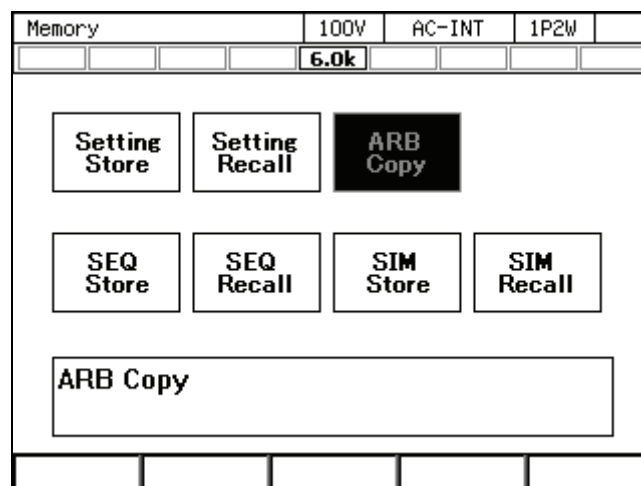 Memory 100V AC-INT 1P2W
6.0k
Setting Store
Setting Recall
ARB Copy
SEQ Store
SEQ Recall
SIM Store
SIM Recall
ARB Copy